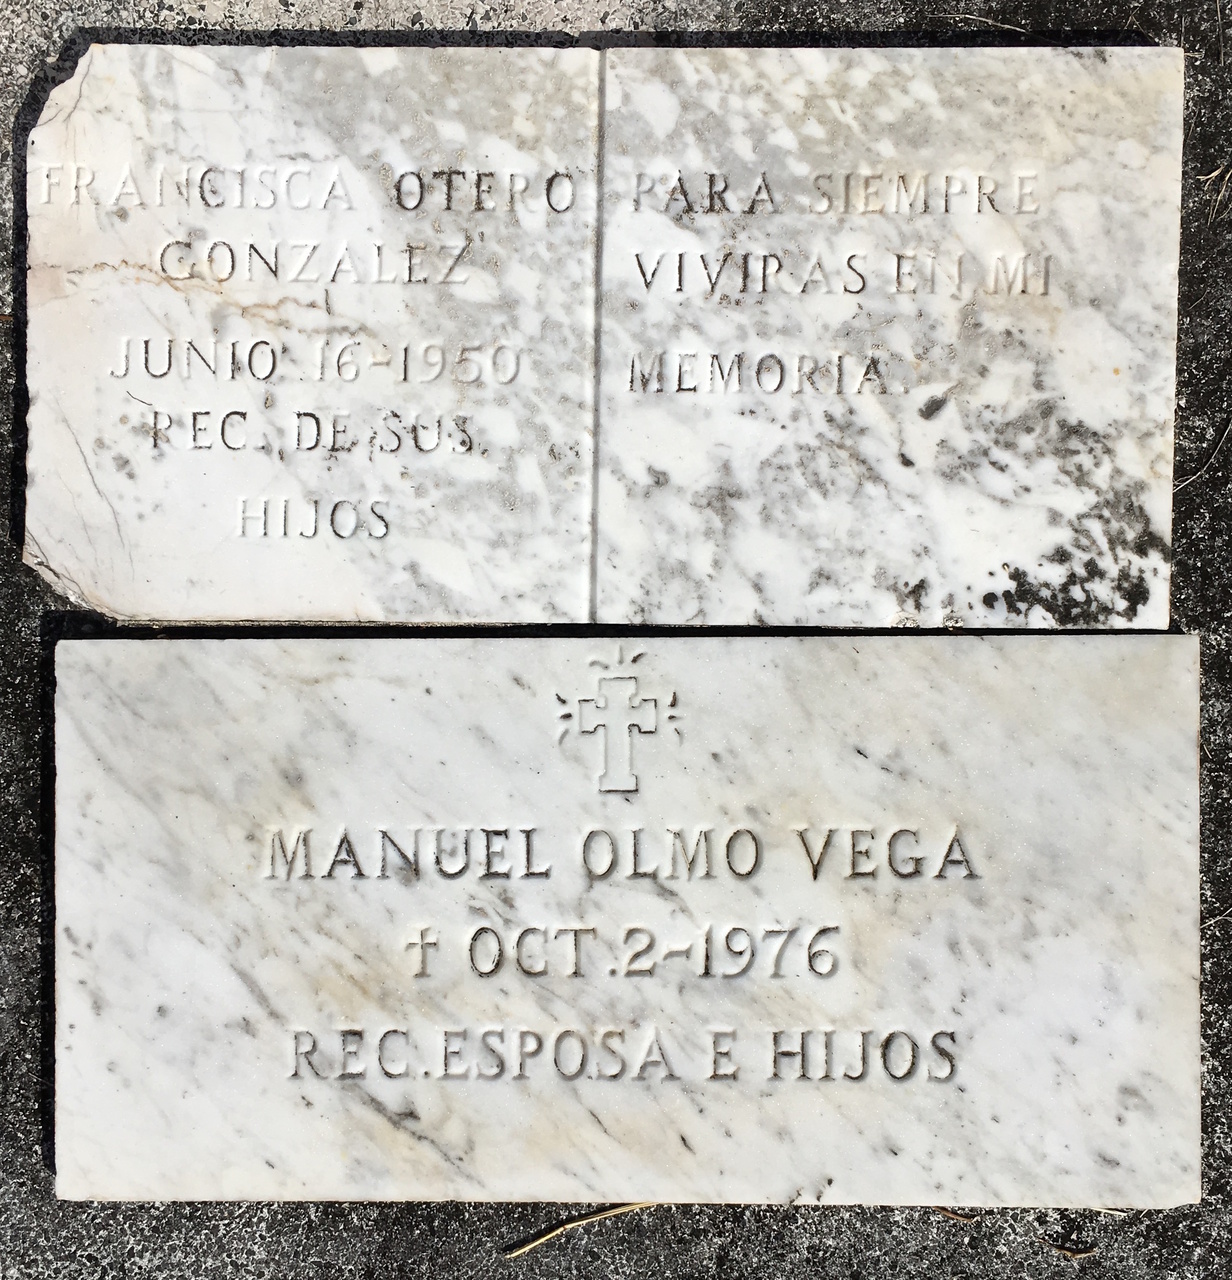 FRANCISCA OTERO
GONZALEZ
JUNIO 16-1950
REC. DE SUS
HIJOS
PARA SIEMPRE
VIVIRAS EN MI
MEMORIA.
MANUEL OLMO VEGA
† OCT.2-1976
REC.ESPOSA E HIJOS